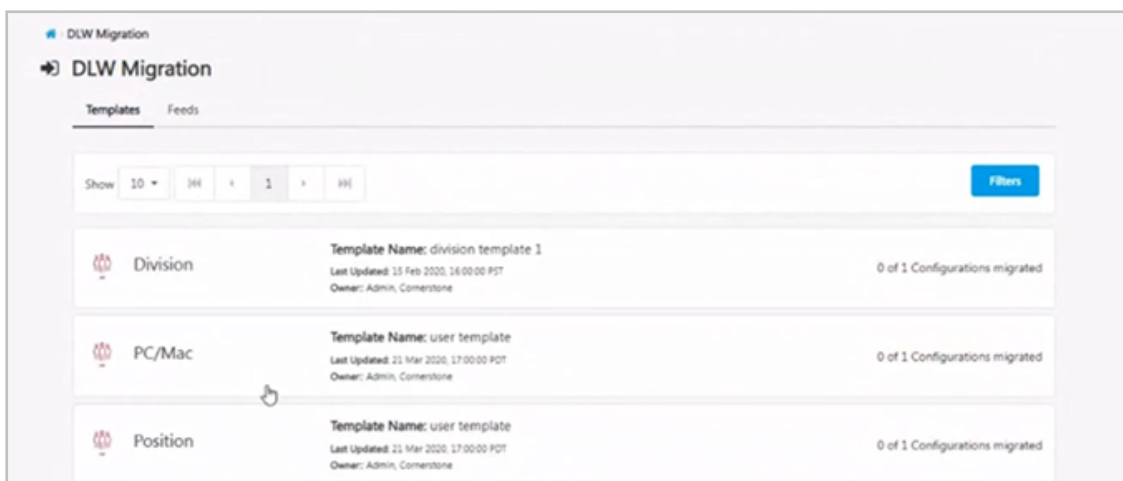 DLW Migration
DLW Migration
Templates Feeds
Show 10 1 Filters
Division
Template Name: division template 1
Last Updated: 15 Feb 2020, 16:00:00 PST
Owner: Admin, Cornerstone
0 of 1 Configurations migrated
PC/Mac
Template Name: user template
Last Updated: 21 Mar 2020, 17:00:00 PDT
Owner: Admin, Cornerstone
0 of 1 Configurations migrated
Position
Template Name: user template
Last Updated: 21 Mar 2020, 17:00:00 PDT
Owner: Admin, Cornerstone
0 of 1 Configurations migrated